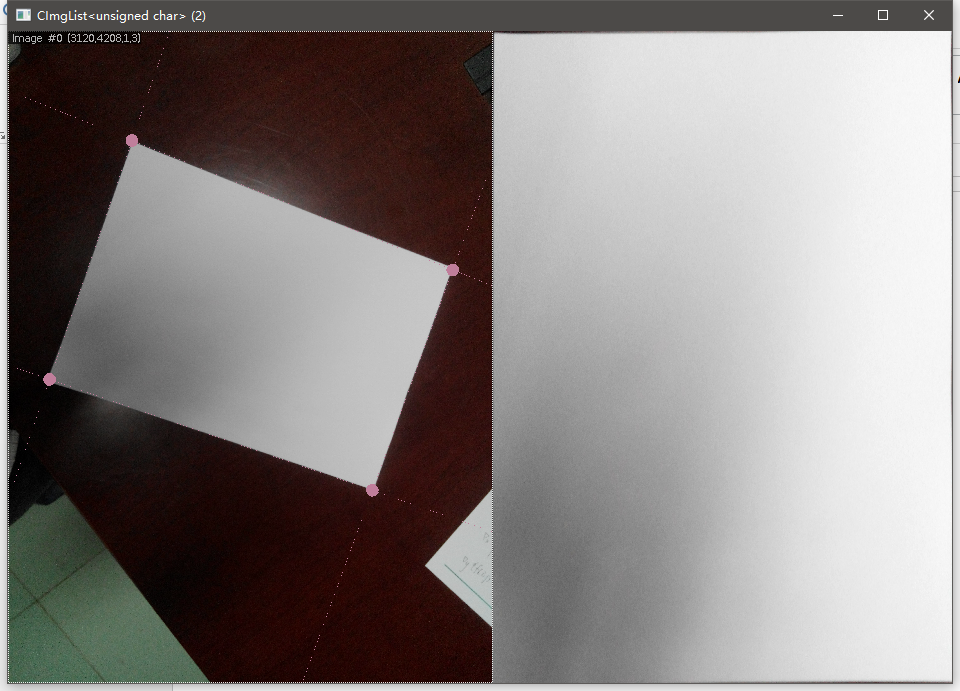 CImgList<unsigned char> (2)
Image #0 (3120,4208,1,3)